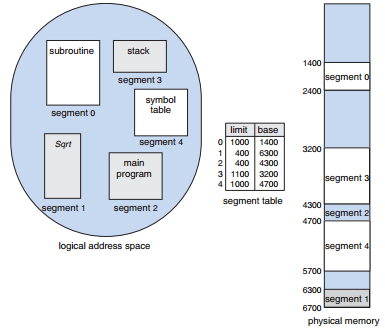 subroutine
segment 0
stack
segment 3
symbol
table
segment 4
Sqrt
segment 1
main
program
segment 2
logical address space
limit base
0 1000 1400
1 400 6300
2 400 4300
3 1100 3200
4 1000 4700
segment table
1400
segment 0
2400
3200
segment 3
4300
segment 2
4700
segment 4
5700
6300
segment 1
6700
physical memory